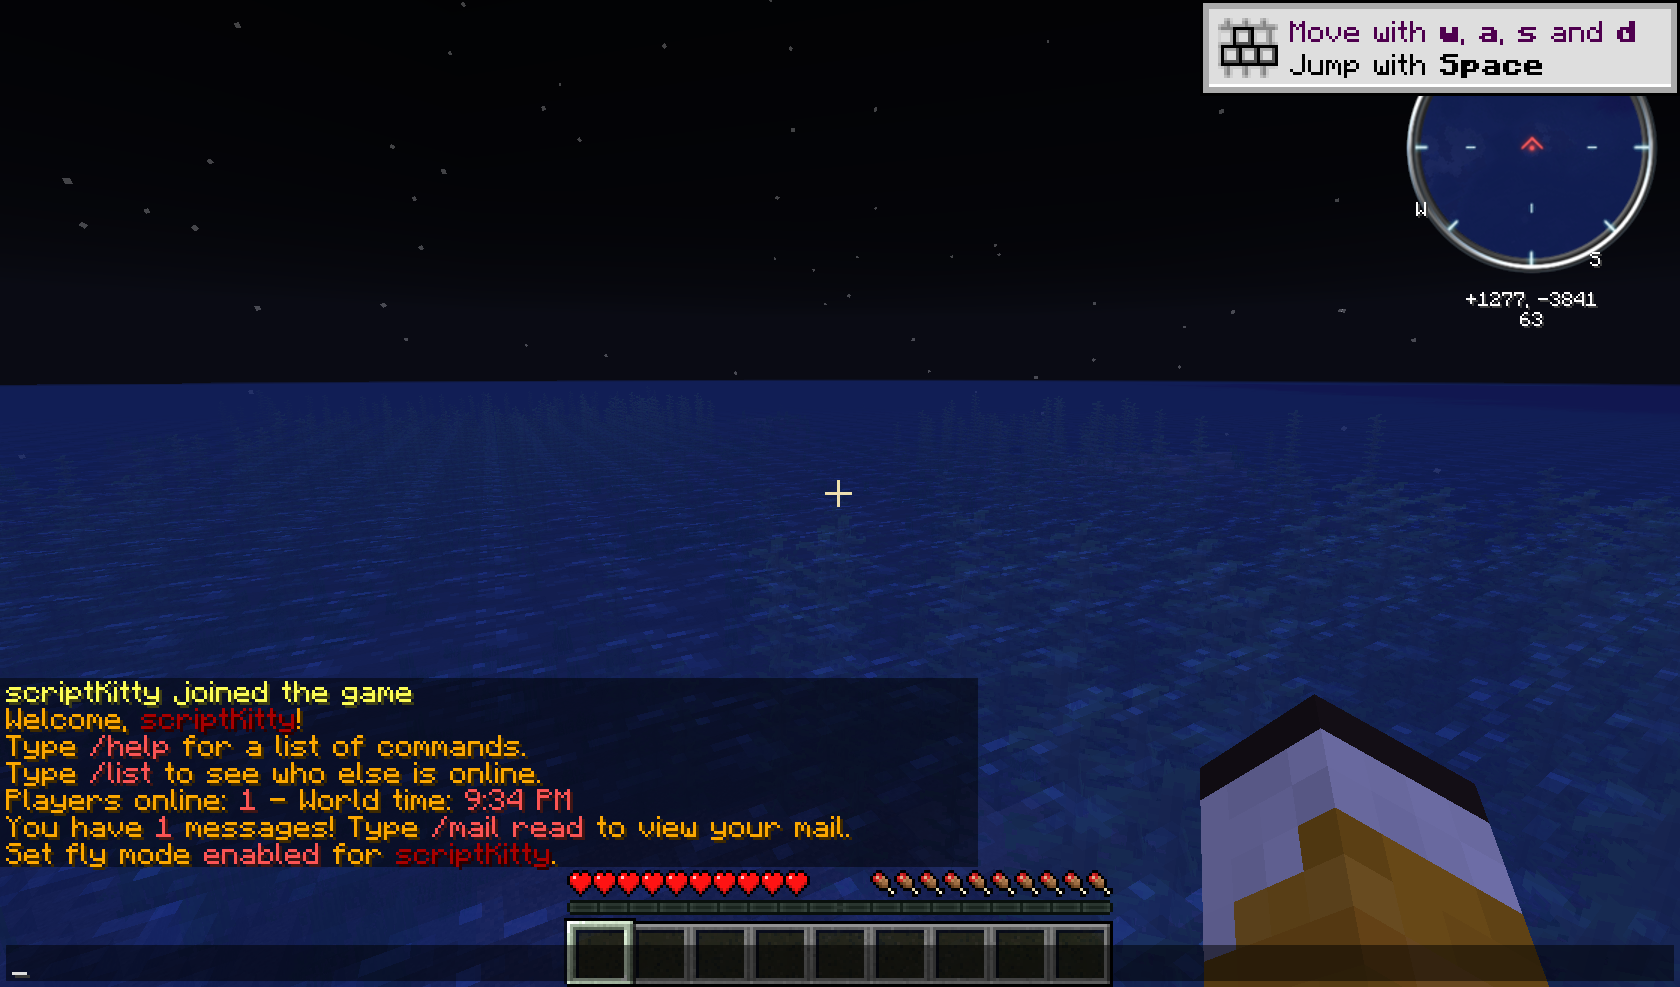 Move with w, a, s and d
Jump with Space
W
S
+1277, -3841
63
scriptKitty joined the game
Welcome, scriptKitty!
Type /help for a list of commands.
Type /list to see who else is online.
Players online: 1 - World time: 9:34 PM
You have 1 messages! Type /mail read to view your mail.
Set fly mode enabled for scriptKitty.
_